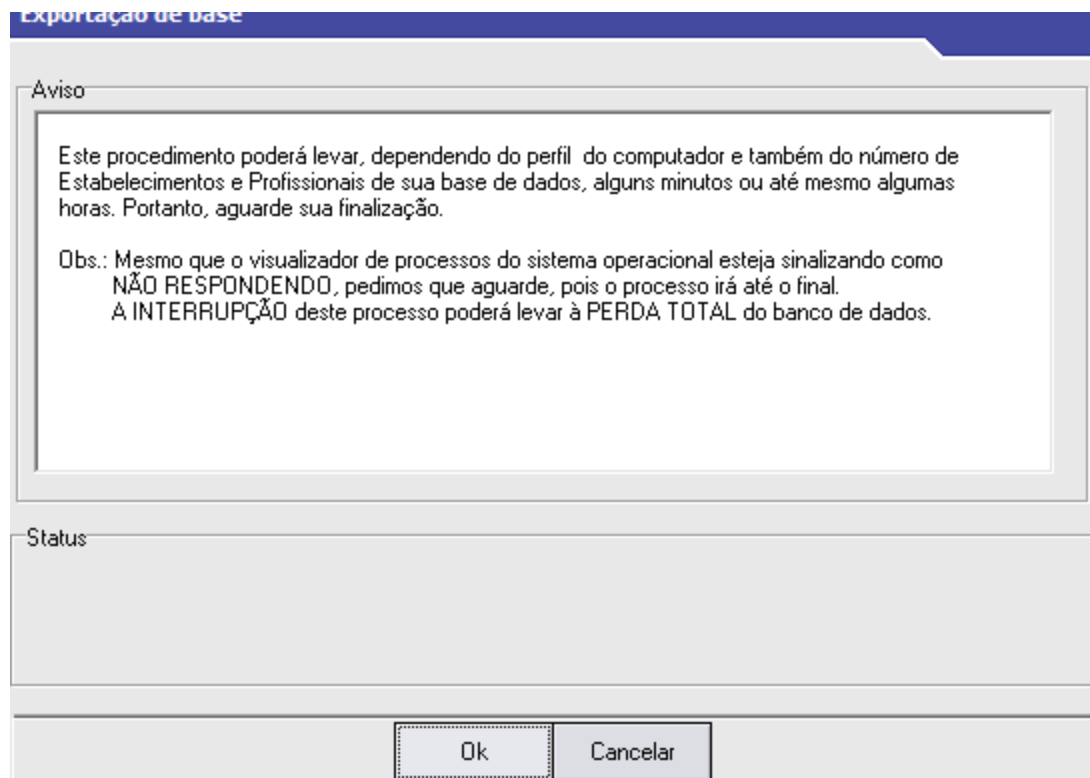 Exportação de base
Aviso
Este procedimento poderá levar, dependendo do perfil do computador e também do número de
Estabelecimentos e Profissionais de sua base de dados, alguns minutos ou até mesmo algumas
horas. Portanto, aguarde sua finalização.
Obs.: Mesmo que o visualizador de processos do sistema operacional esteja sinalizando como
NÃO RESPONDENDO, pedimos que aguarde, pois o processo irá até o final.
A INTERRUPÇÃO deste processo poderá levar à PERDA TOTAL do banco de dados.
Status
Ok Cancelar